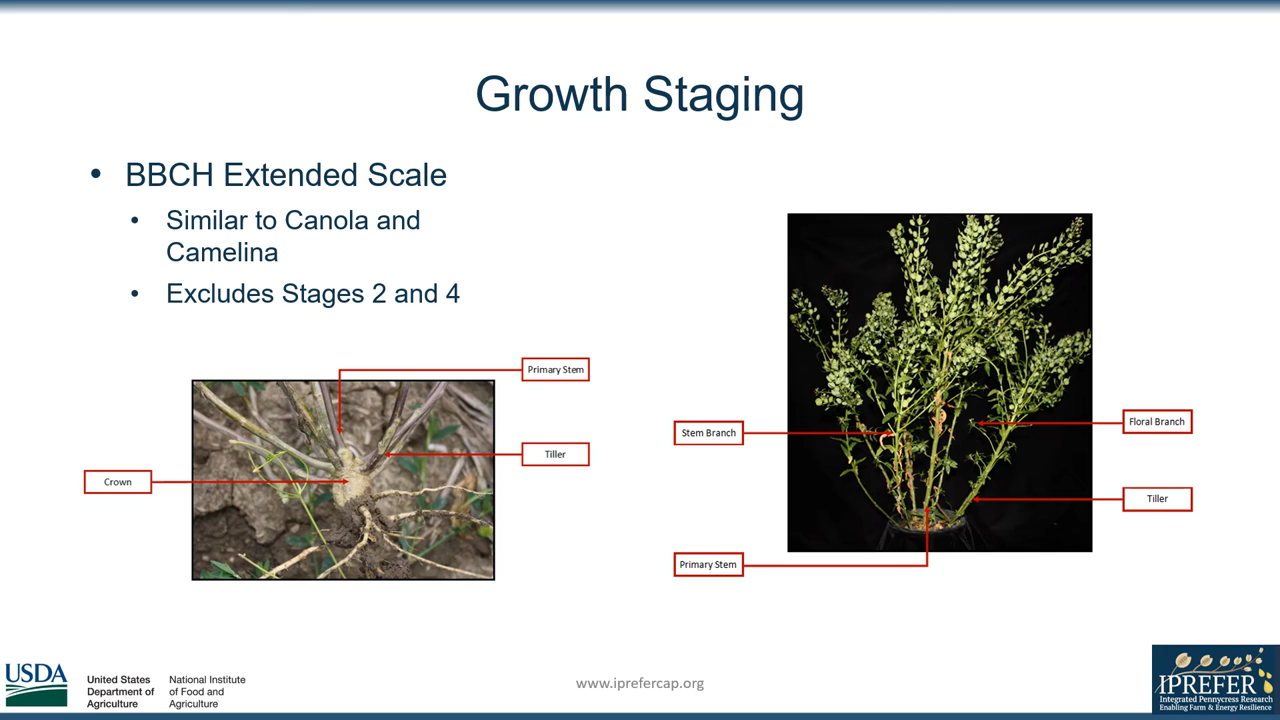 Growth Staging
• BBCH Extended Scale
• Similar to Canola and
Camelina
• Excludes Stages 2 and 4
Primary Stem
Tiller
Crown
Stem Branch
Floral Branch
Tiller
Primary Stem
USDA
United States
Department of
Agriculture
National Institute
of Food and
Agriculture
www.iprefercap.org
IPREFER
Integrated Pennycress Research
Enabling Farm & Energy Resilience